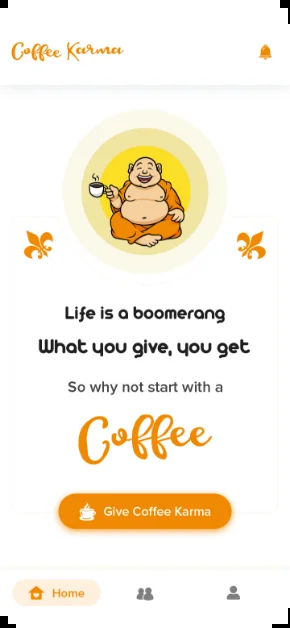 Coffee Karma
Life is a boomerang
What you give, you get
So why not start with a
Coffee
Give Coffee Karma
Home